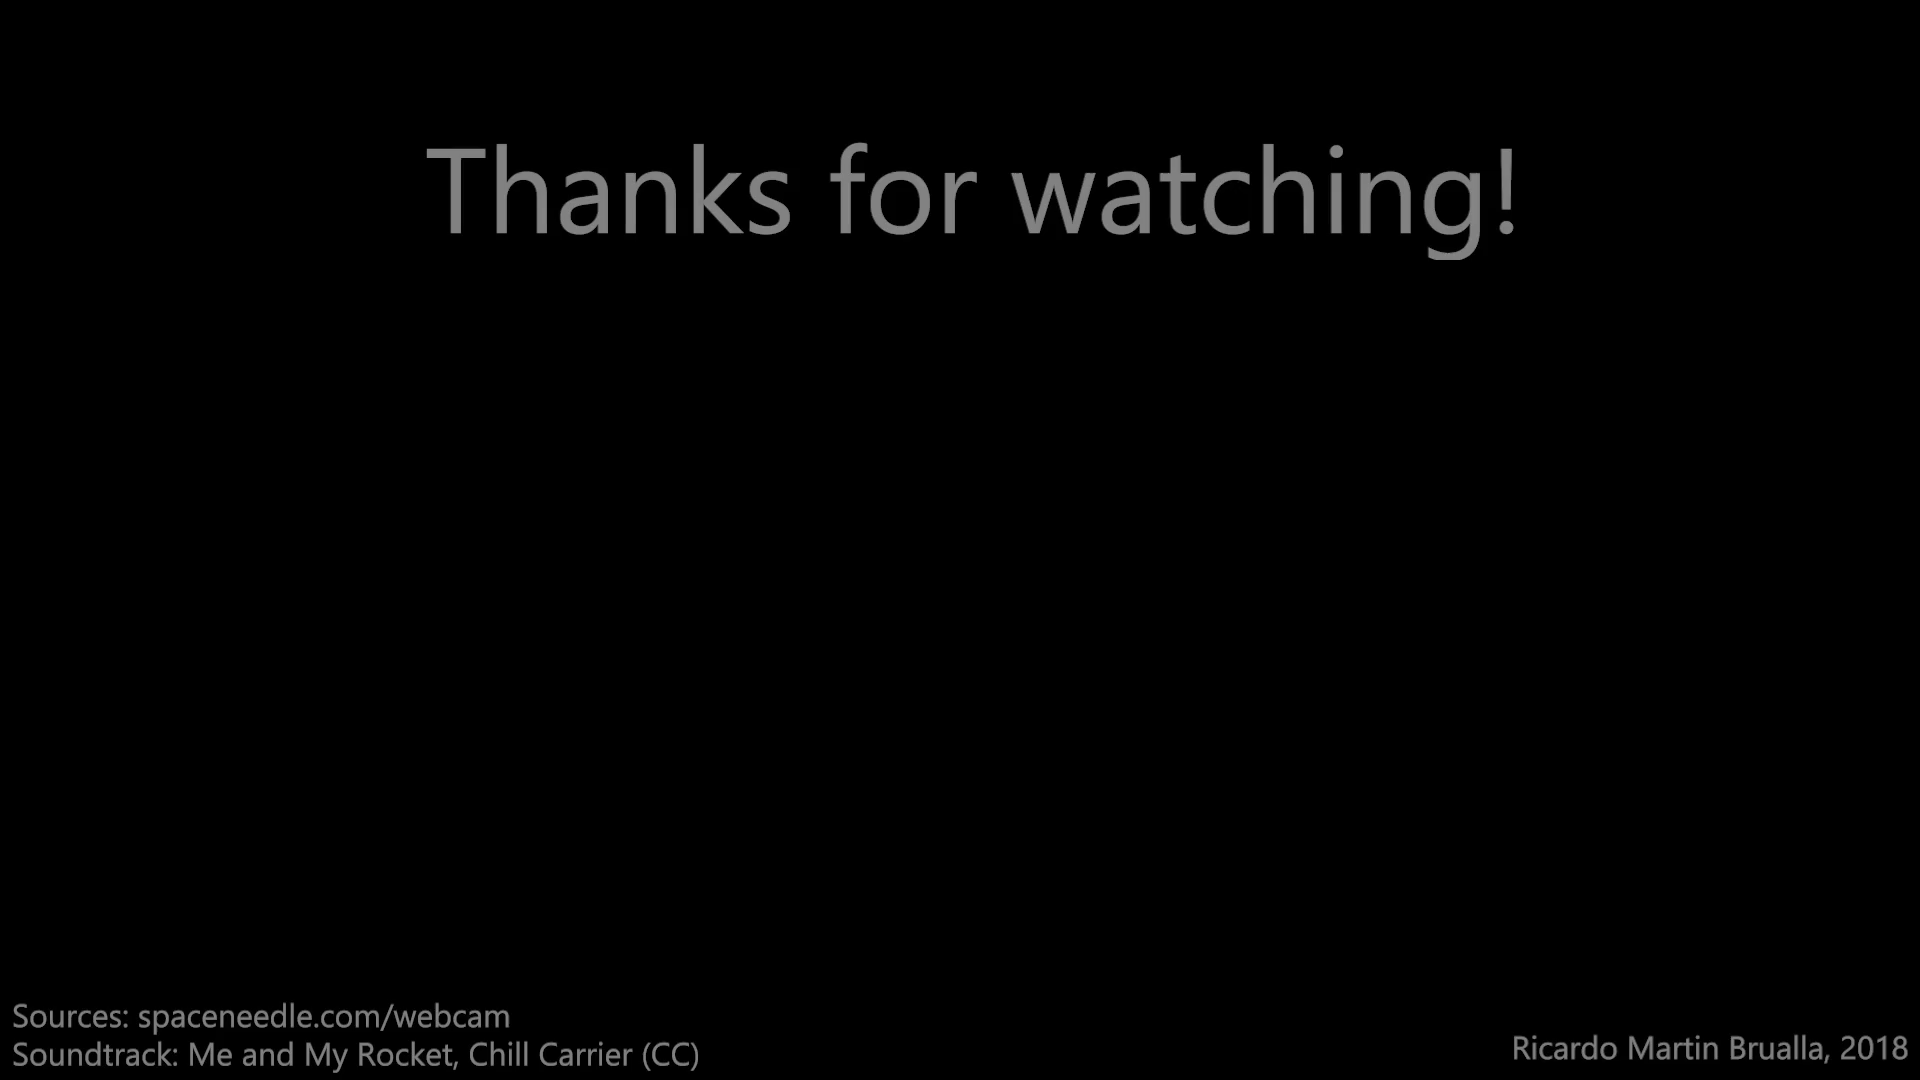 Thanks for watching!
Sources: spaceneedle.com/webcam
Soundtrack: Me and My Rocket, Chill Carrier (CC)
Ricardo Martin Brualla, 2018